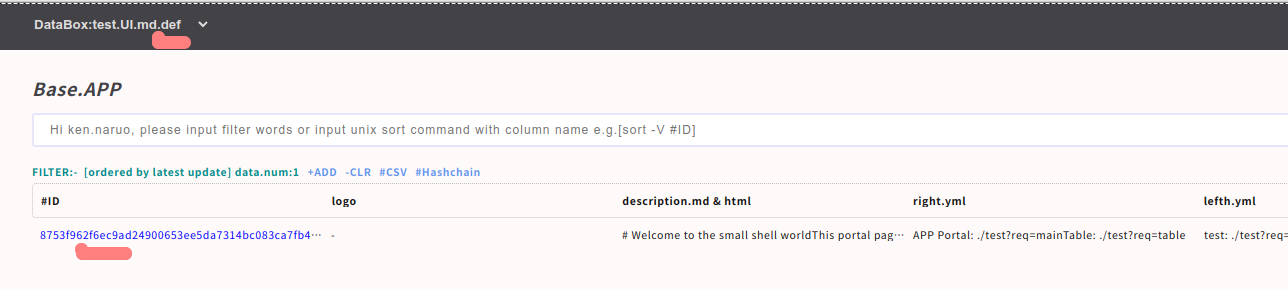 DataBox:test.UI.md.def
Base.APP
Hi ken.naruo, please input filter words or input unix sort command with column name e.g.[sort -V #ID]
FILTER:- [ordered by latest update] data.num:1 +ADD -CLR #CSV #Hashchain
#ID logo description.md & html right.yml lefth.yml
8753f962f6ec9ad24900653ee5da7314bc083ca7fb4… - # Welcome to the small shell worldThis portal pag… APP Portal: ./test?req=mainTable: ./test?req=table test: ./test?req=